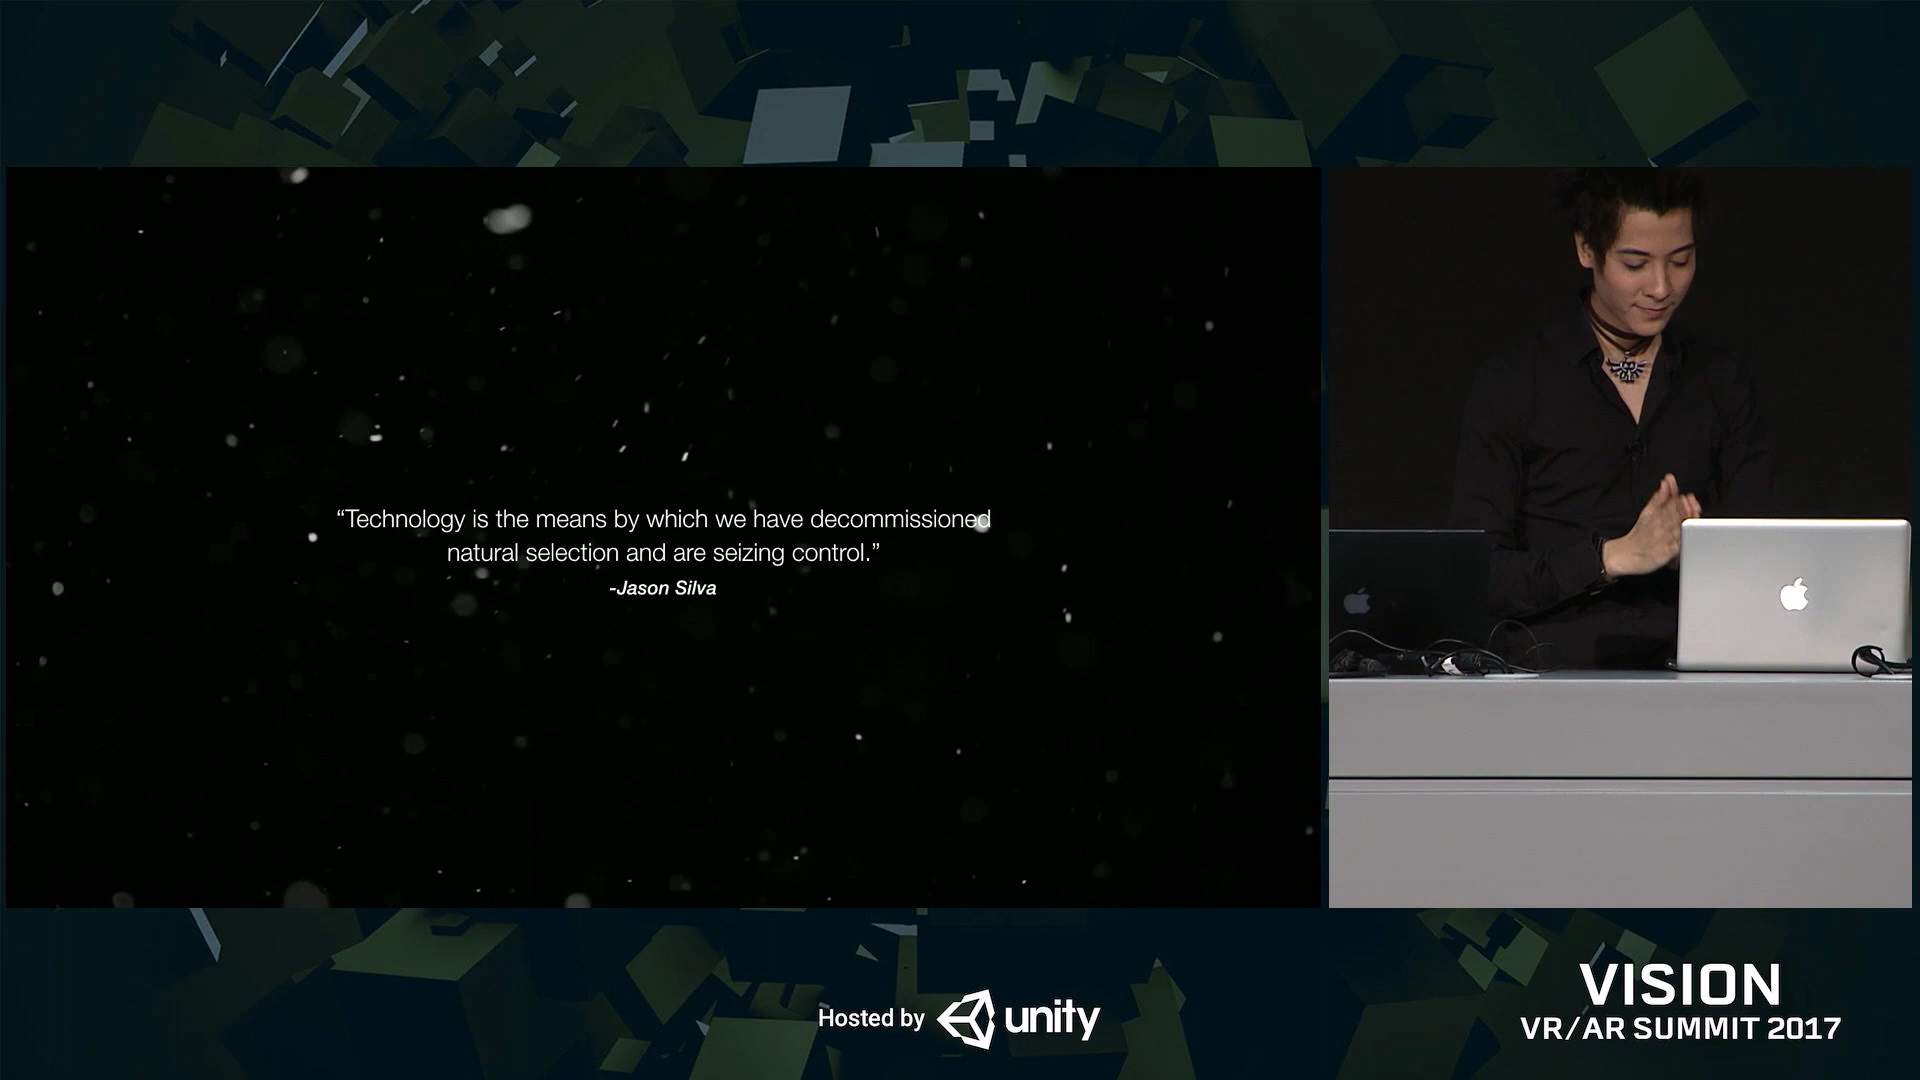 “Technology is the means by which we have decommissioned
natural selection and are seizing control.”
-Jason Silva
Hosted by unity
VISION
VR/AR SUMMIT 2017